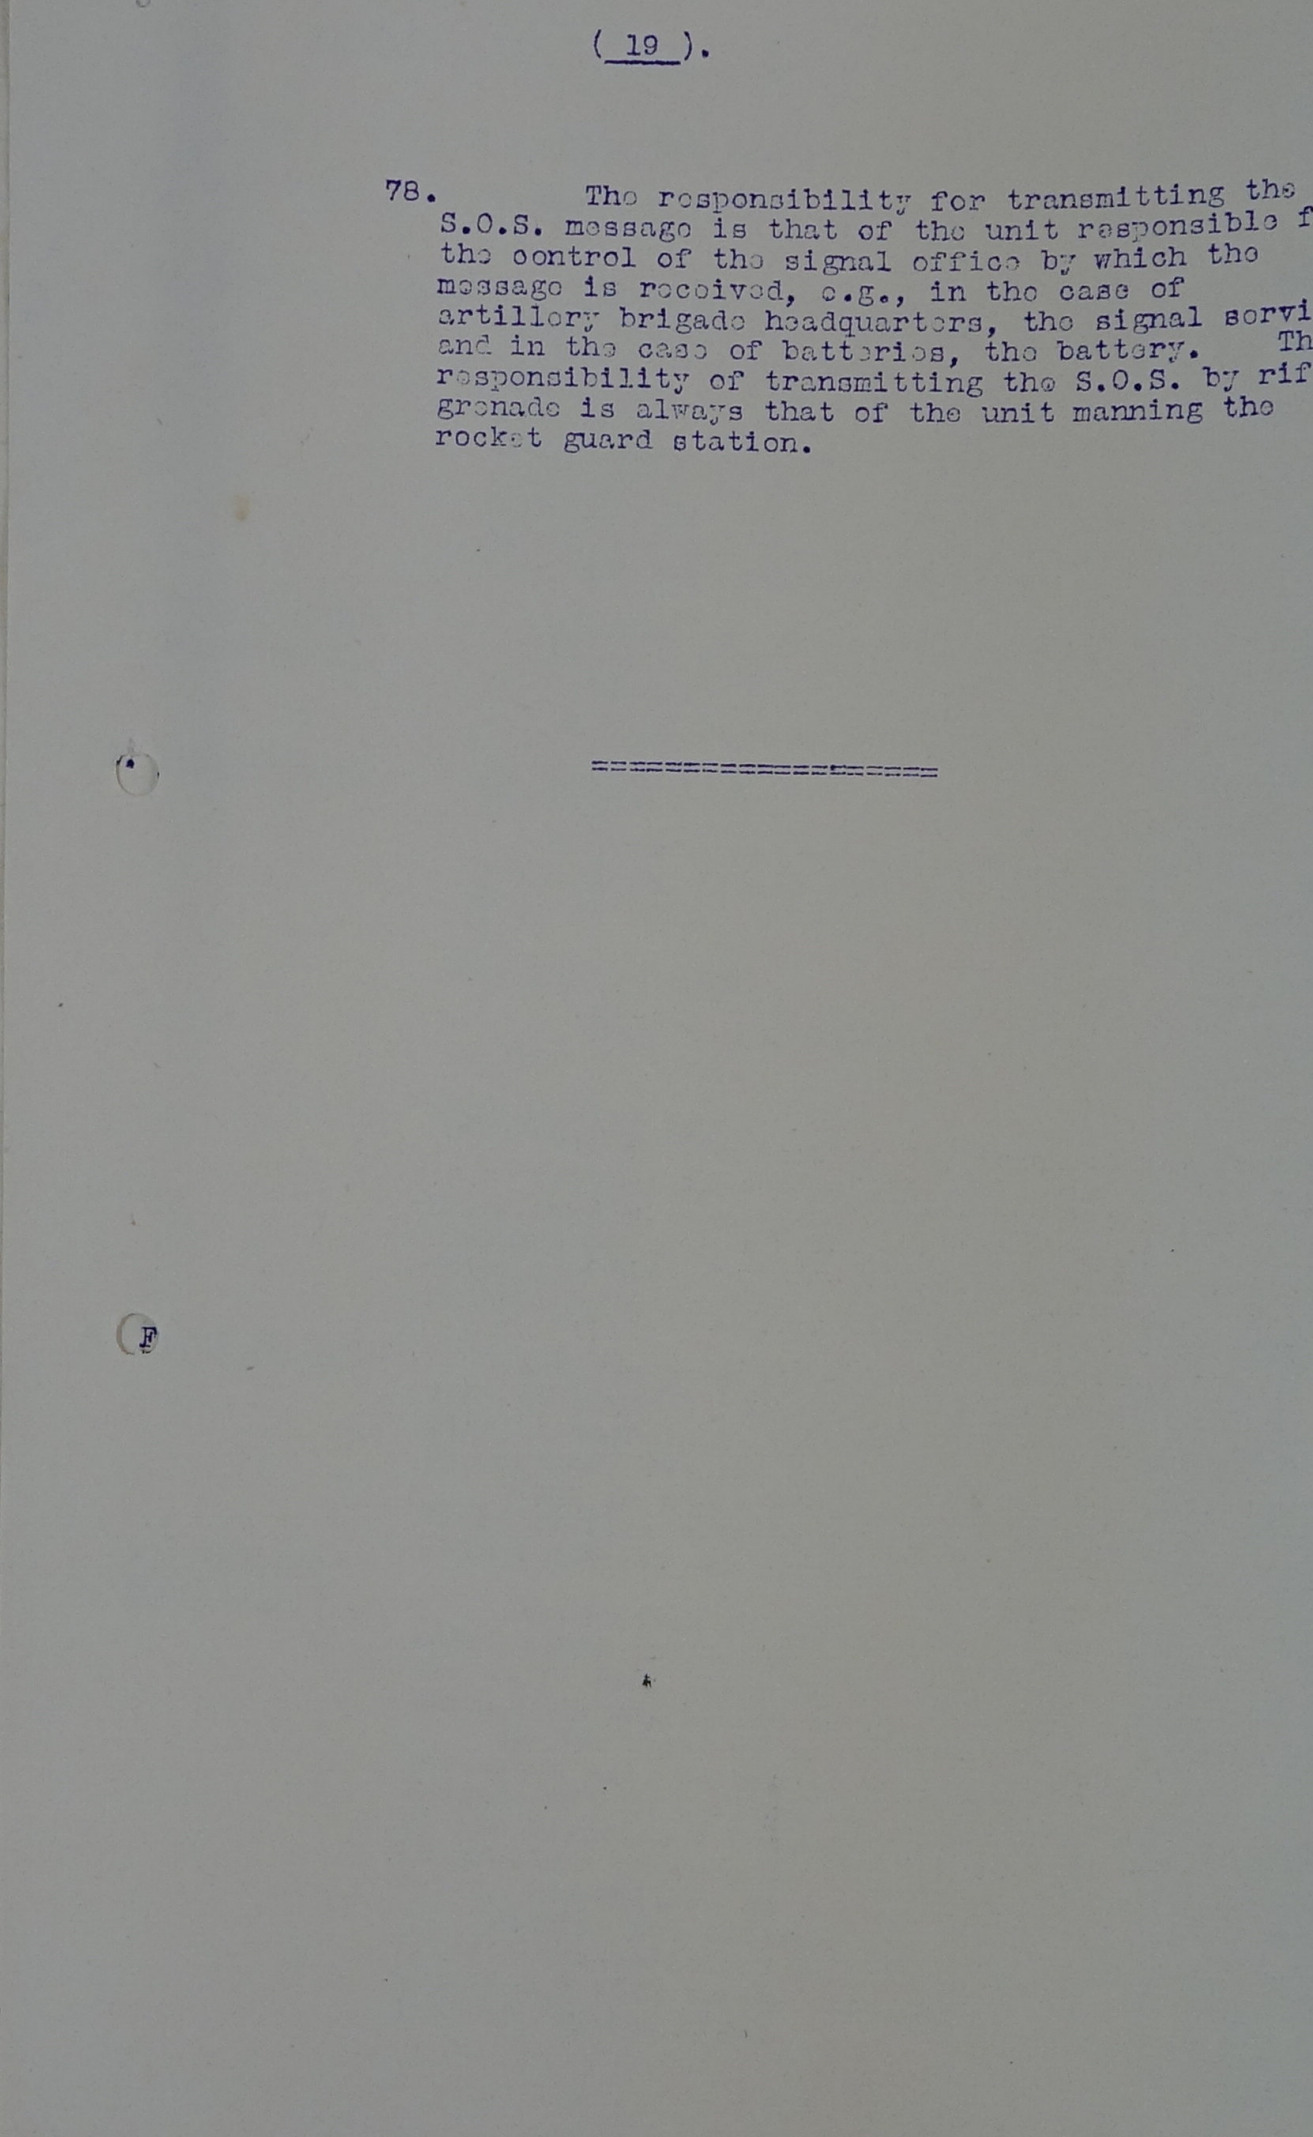 ( 19 ).
78. The responsibility for transmitting the
S.O.S. message is that of the unit responsible f
the control of the signal office by which the
message is received, e.g., in the case of
artillery brigade headquarters, the signal servi
and in the case of batteries, the battery. Th
responsibility of transmitting the S.O.S. by rif
grenade is always that of the unit manning the
rocket guard station.
===================
F